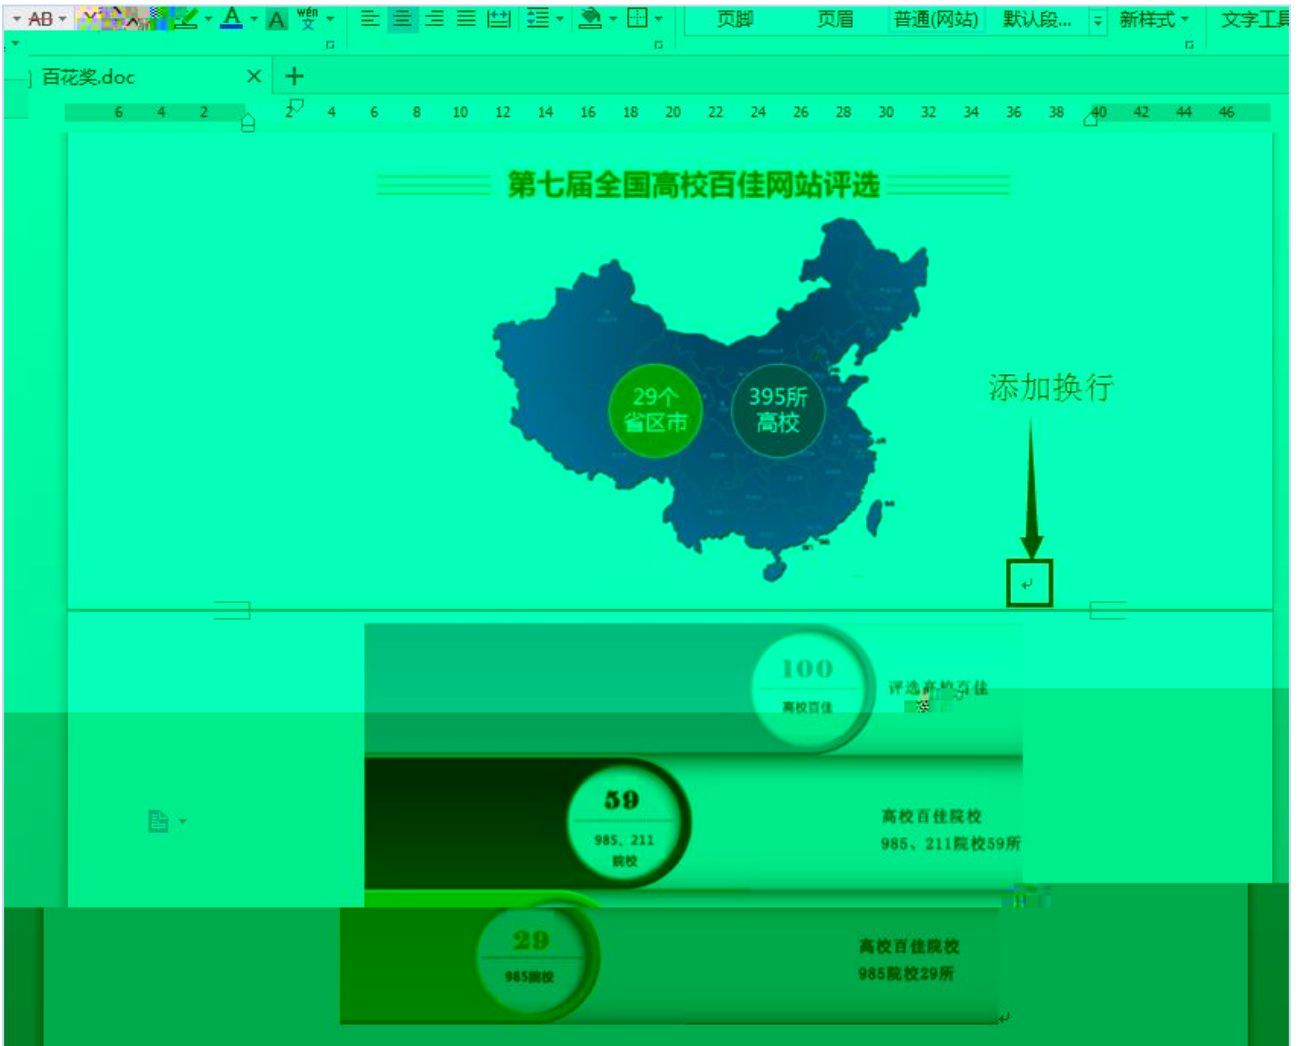 AB A A wén 文 页脚 页眉 普通(网站) 默认段... 新样式 文字工具
百花奖.doc
6 4 2 2 4 6 8 10 12 14 16 18 20 22 24 26 28 30 32 34 36 38 40 42 44 46
第七届全国高校百佳网站评选
29个
省区市
395所
高校
添加换行
100
高校百佳
评选高校百佳
59
985、211
院校
高校百佳院校
985、211院校59所
29
985院校
高校百佳院校
985院校29所